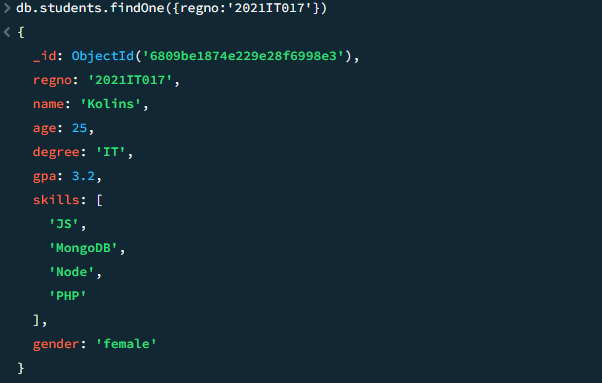 > db.students.findOne({regno:'2021IT017'})
< {
_id: ObjectId('6809be1874e229e28f6998e3'),
regno: '2021IT017',
name: 'Kolins',
age: 25,
degree: 'IT',
gpa: 3.2,
skills: [
'JS',
'MongoDB',
'Node',
'PHP'
],
gender: 'female'
}